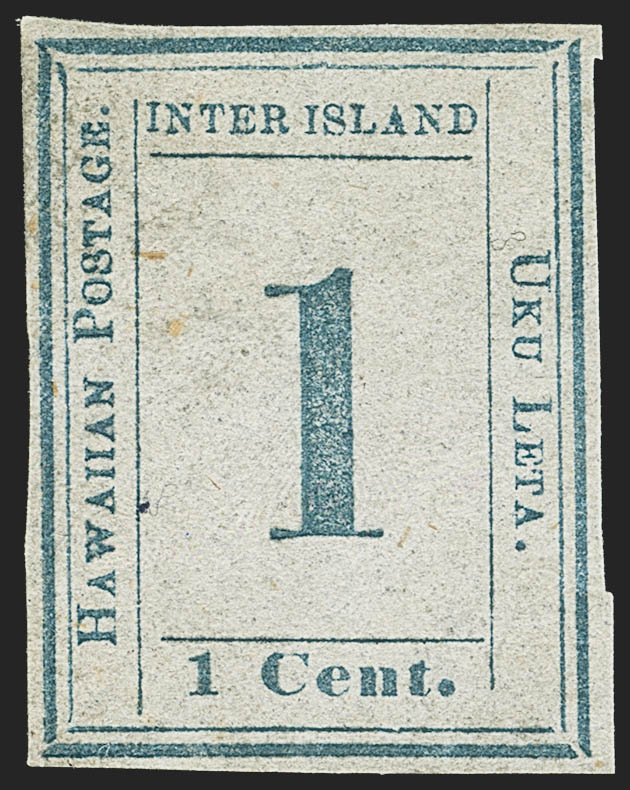 INTER ISLAND
HAWAIIAN POSTAGE.
1
UKU LETA.
1 Cent.